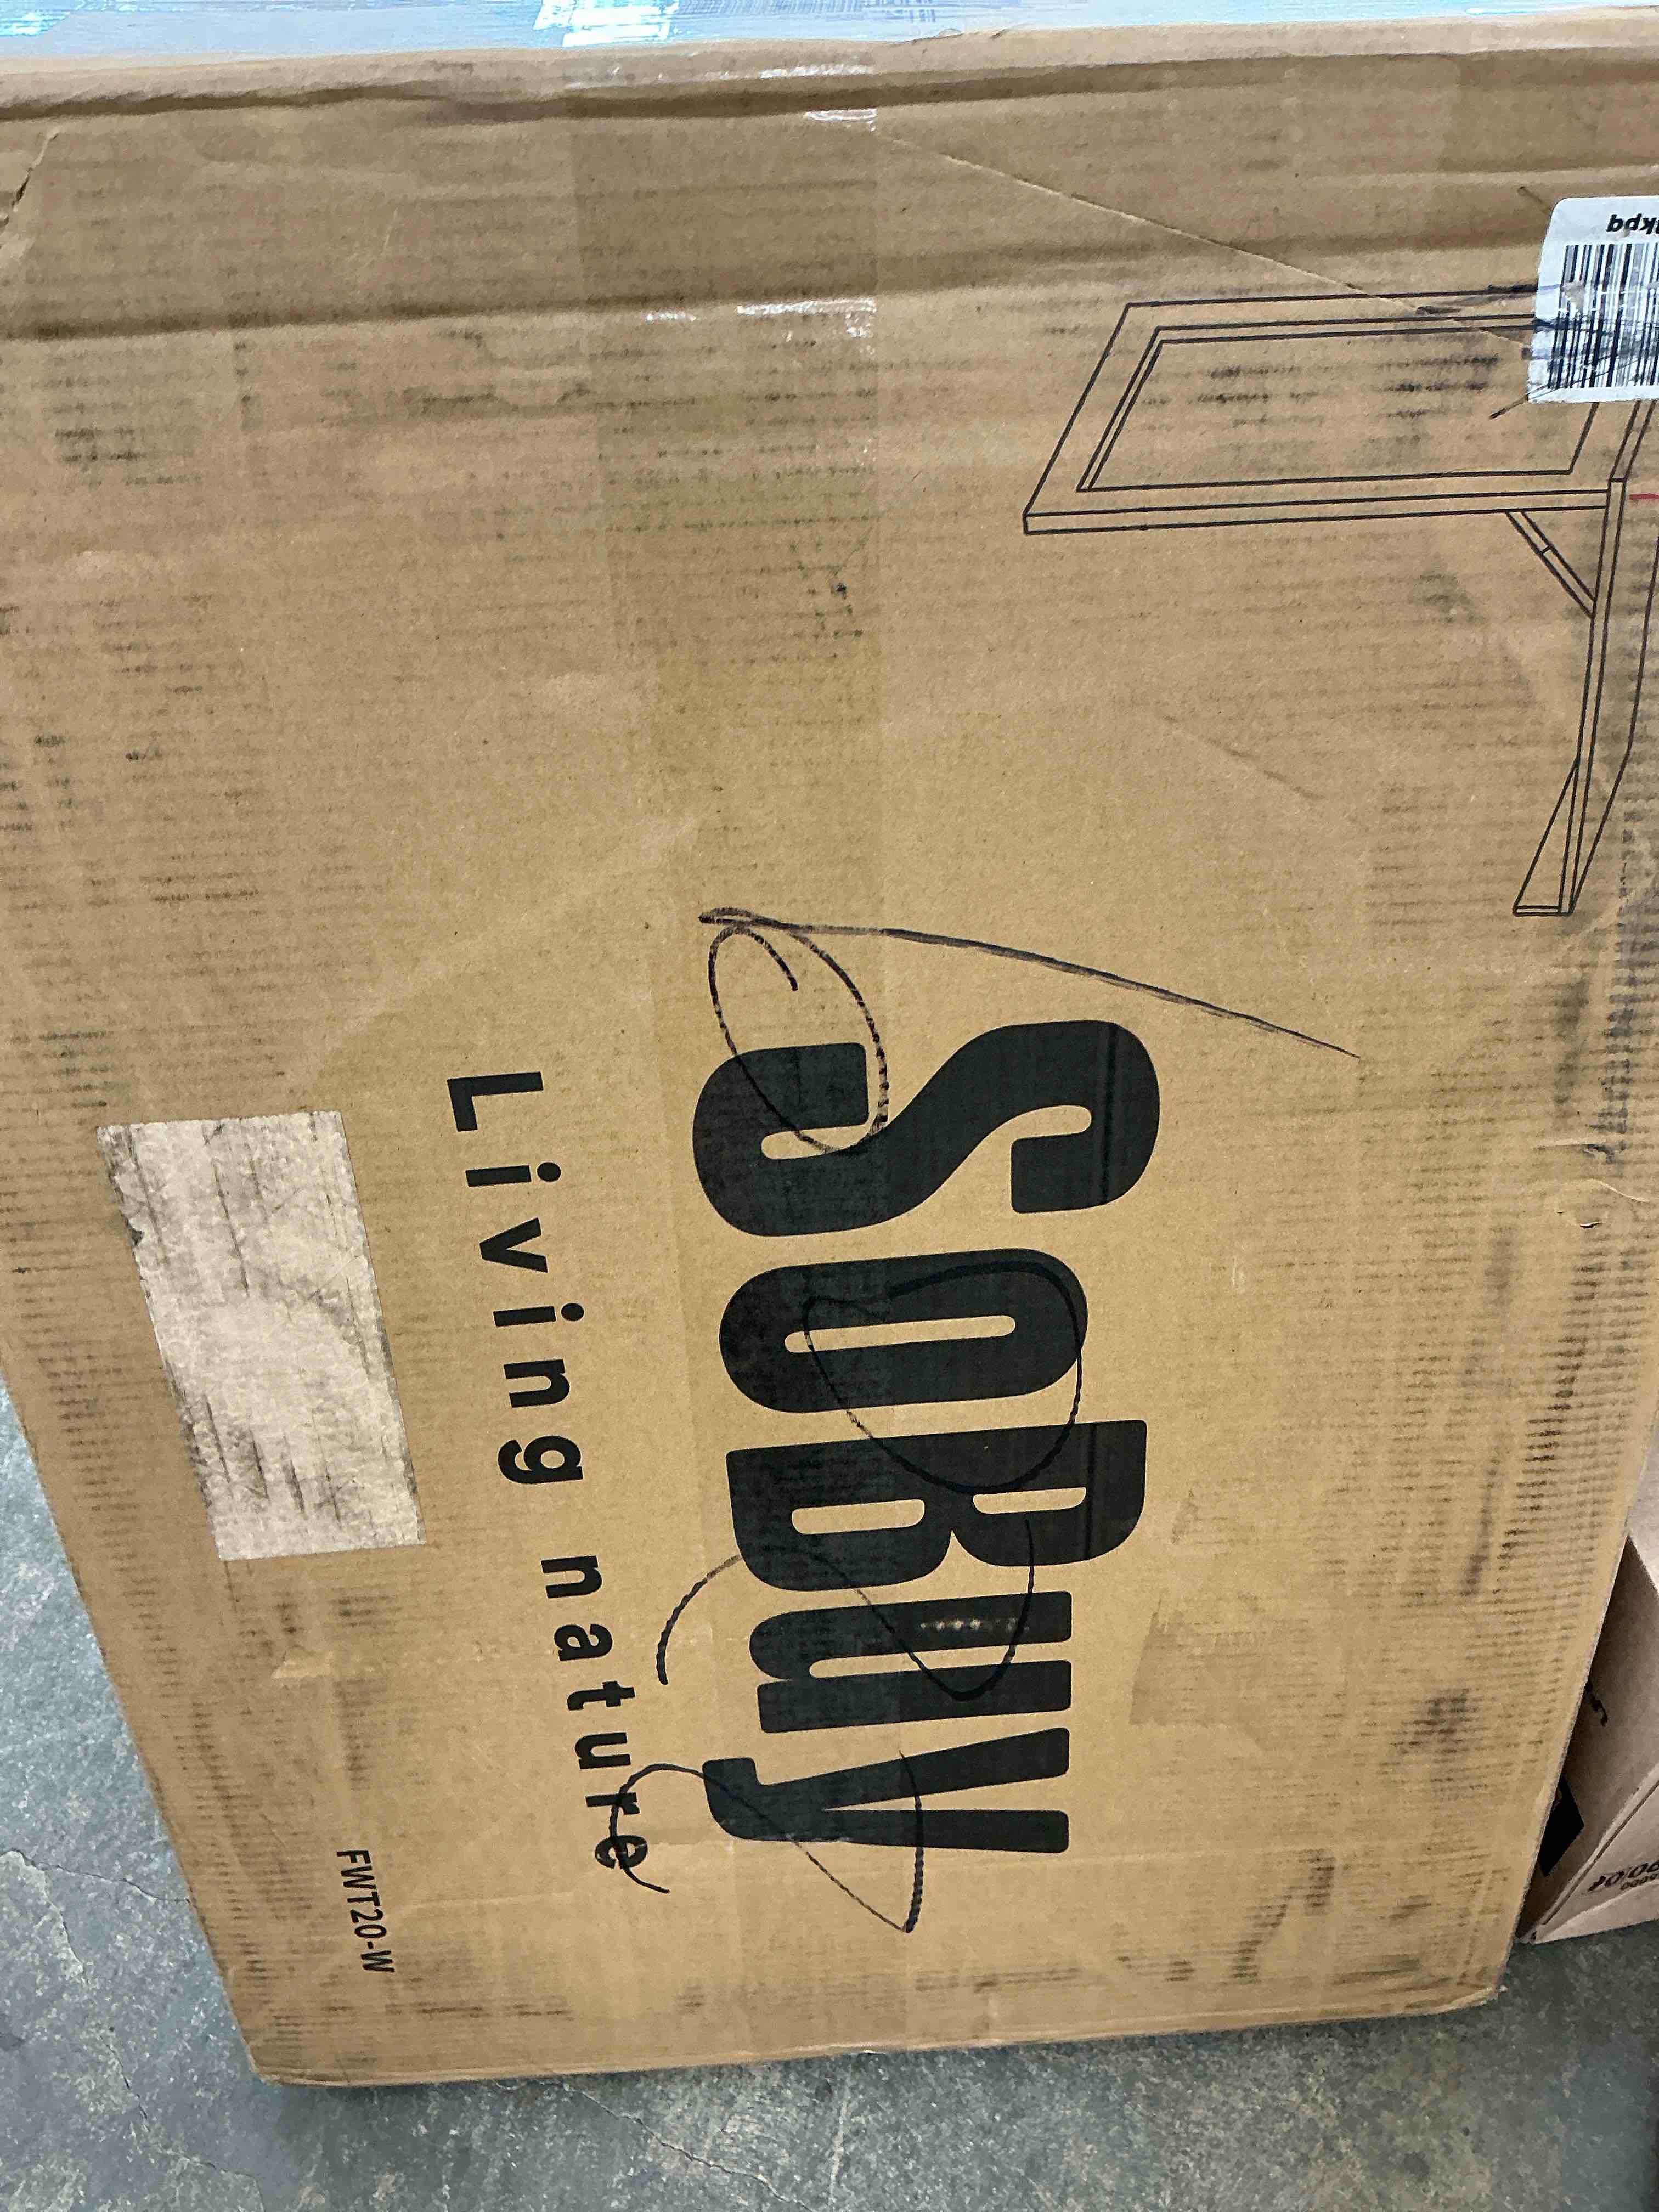 SoBuy
Living nature
FWT20-W